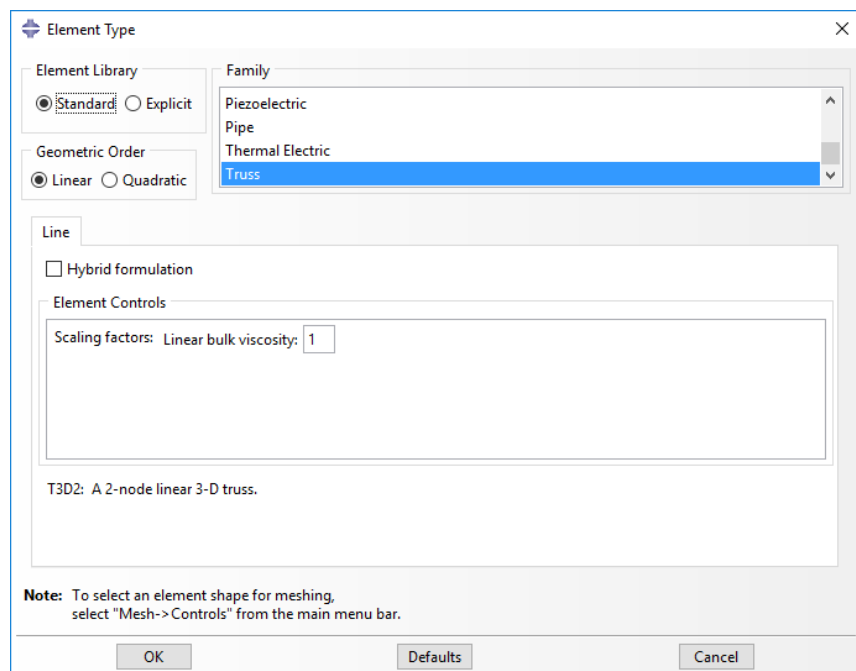 Element Type
Element Library
Standard Explicit
Geometric Order
Linear Quadratic
Family
Piezoelectric
Pipe
Thermal Electric
Truss
Line
Hybrid formulation
Element Controls
Scaling factors: Linear bulk viscosity: 1
T3D2: A 2-node linear 3-D truss.
Note: To select an element shape for meshing,
select "Mesh->Controls" from the main menu bar.
OK Defaults Cancel